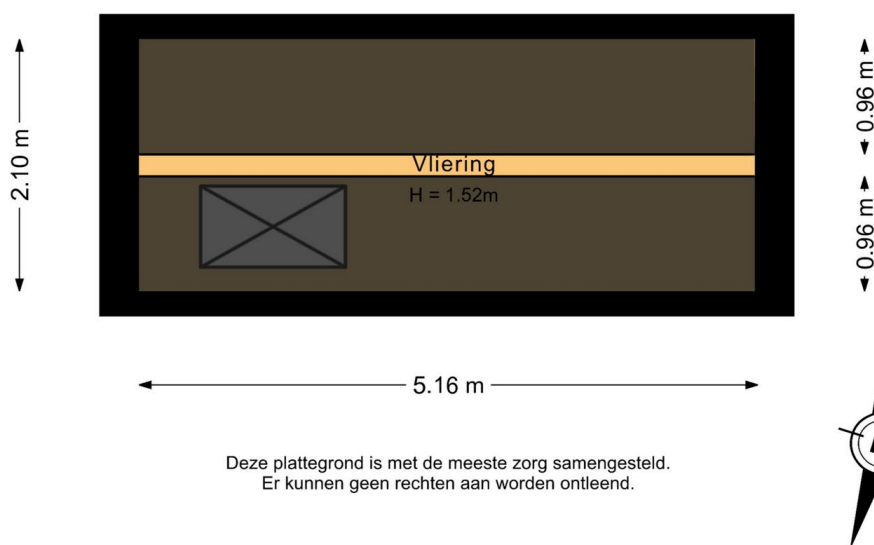 0.96 m
2.10 m
Vliering
H = 1.52m
0.96 m
5.16 m
Deze plattegrond is met de meeste zorg samengesteld.
Er kunnen geen rechten aan worden ontleend.